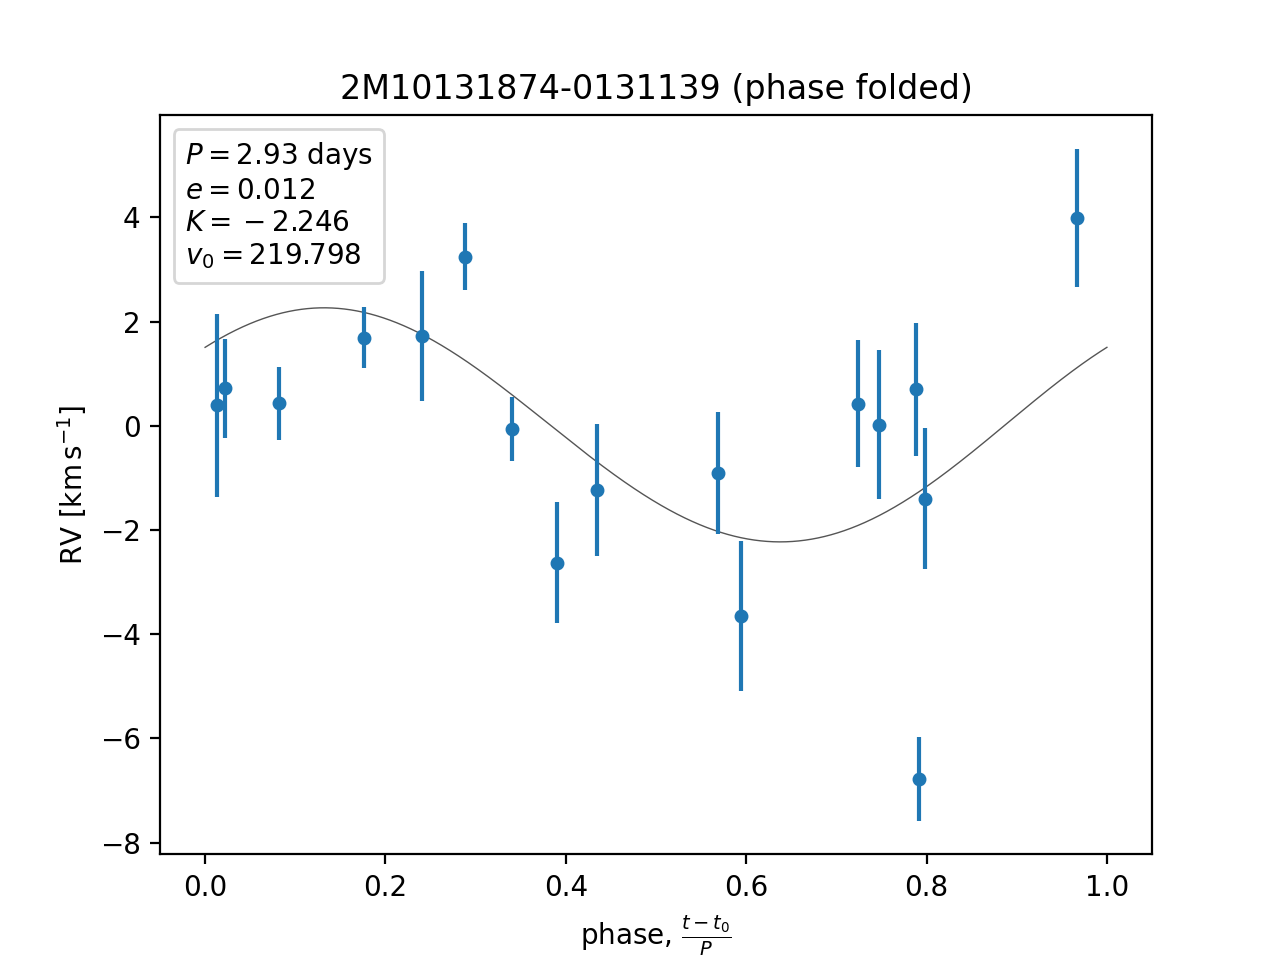 2M10131874-0131139 (phase folded)
P = 2.93 days
e = 0.012
K = −2.246
v₀ = 219.798
RV [km s⁻¹]
4
2
0
−2
−4
−6
−8
0.0 0.2 0.4 0.6 0.8 1.0
phase, (t − t₀)/P